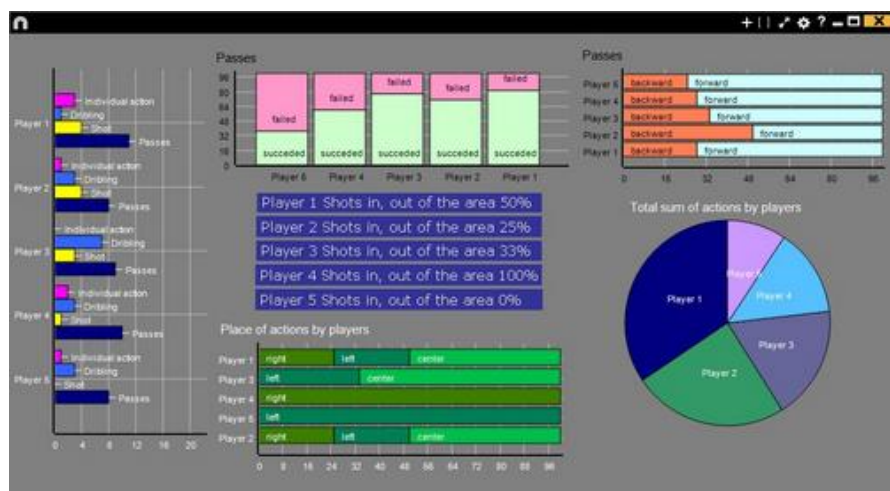 Player 1
Individual action
Dribling
Shot
Passes
Player 2
Individual action
Dribling
Shot
Passes
Player 3
Individual action
Dribling
Shot
Passes
Player 4
Individual action
Dribling
Shot
Passes
Player 5
Individual action
Dribling
Shot
Passes
0 4 8 12 16 20
Passes
96
80
64
48
32
16
0
failed failed failed failed failed
succeded succeded succeded succeded succeded
Player 4 Player 3 Player 2 Player 1
Player 1 Shots in, out of the area 50%
Player 2 Shots in, out of the area 25%
Player 3 Shots in, out of the area 33%
Player 4 Shots in, out of the area 100%
Player 5 Shots in, out of the area 0%
Place of actions by players
Player 1 right left center
Player 3 left center
Player 4 right
Player 5 left
Player 2 right left center
0 8 16 24 32 40 48 56 64 72 80 88 96
Passes
Player 5 backward forward
Player 4 backward forward
Player 3 backward forward
Player 2 backward forward
Player 1 backward forward
0 16 32 48 64 80 96
Total sum of actions by players
Player 1
Player 2
Player 3
Player 4
Player